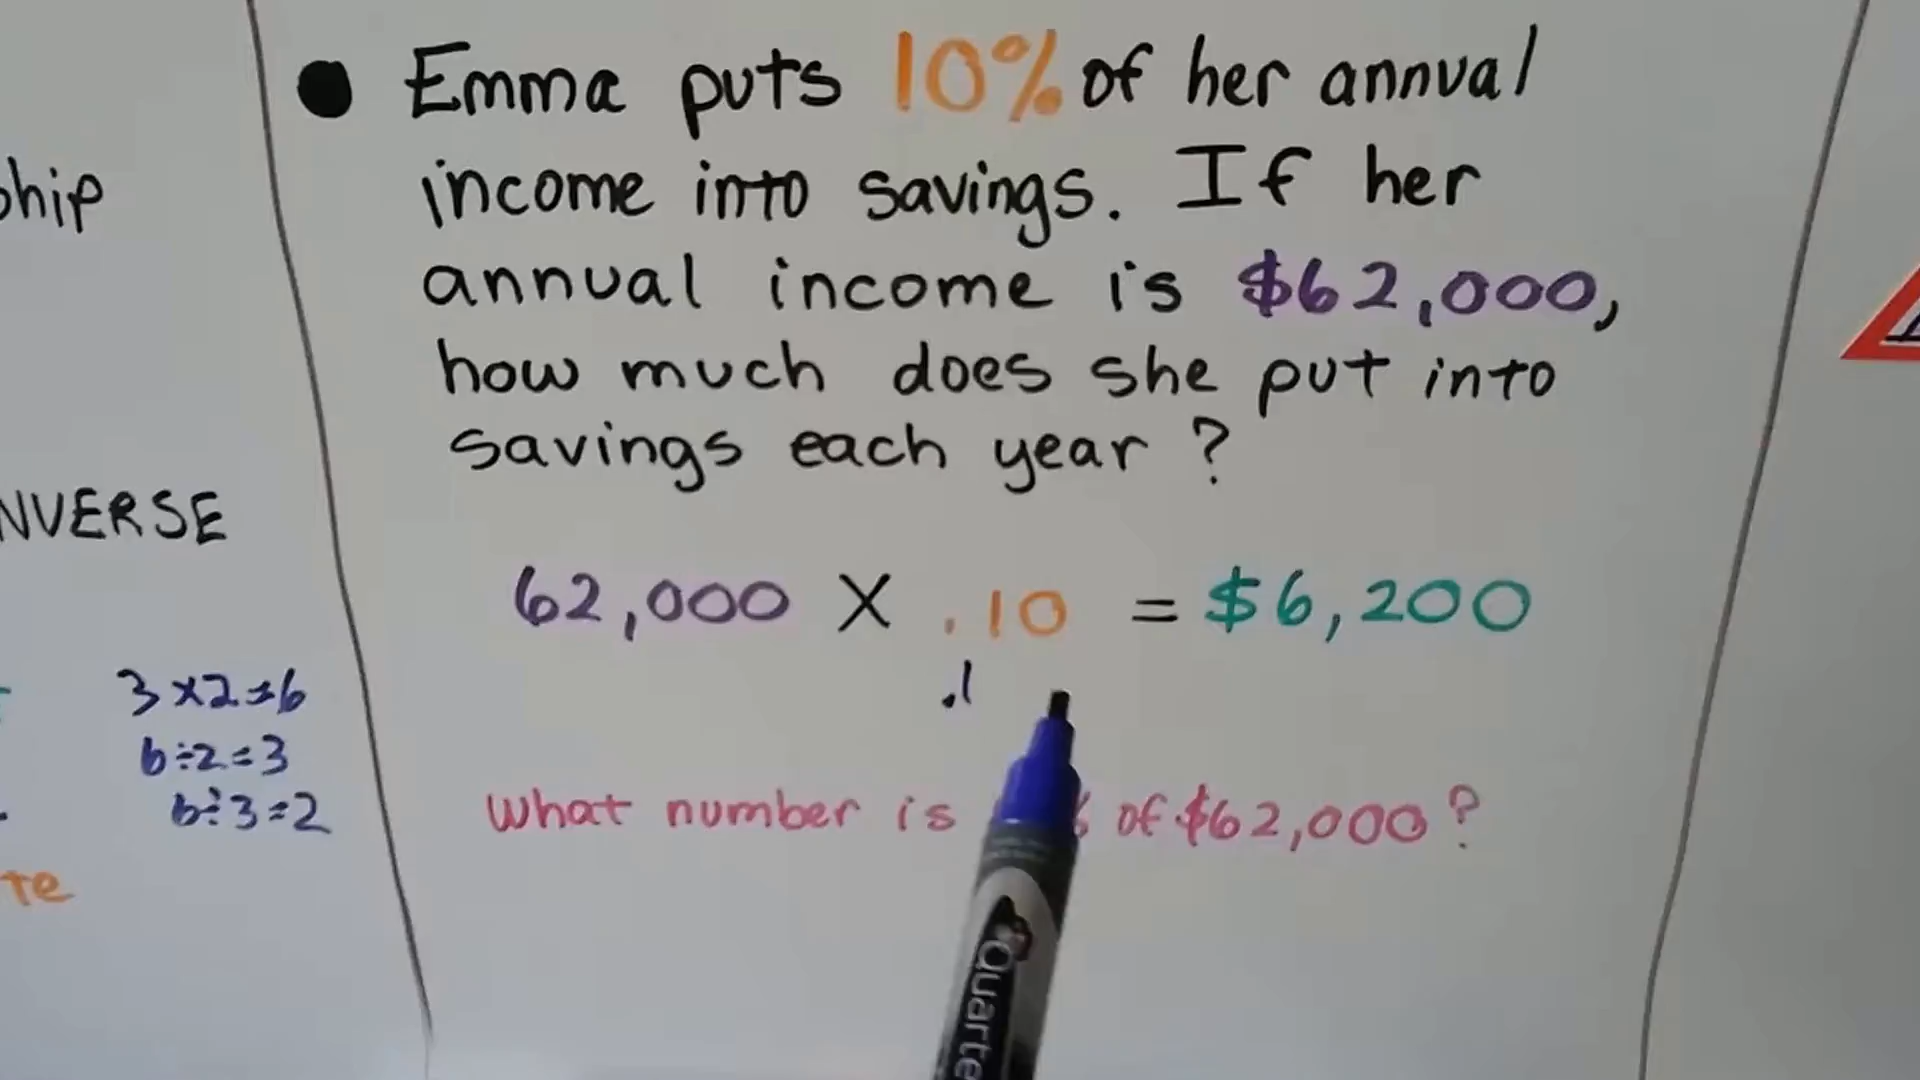 ● Emma puts 10% of her annual
income into savings. If her
annual income is $62,000,
how much does she put into
savings each year?
62,000 X .10 = $6,200
.1
What number is % of $62,000?
hip
NVERSE
3 x 2 = 6
6 ÷ 2 = 3
6 ÷ 3 = 2
te
Quarte